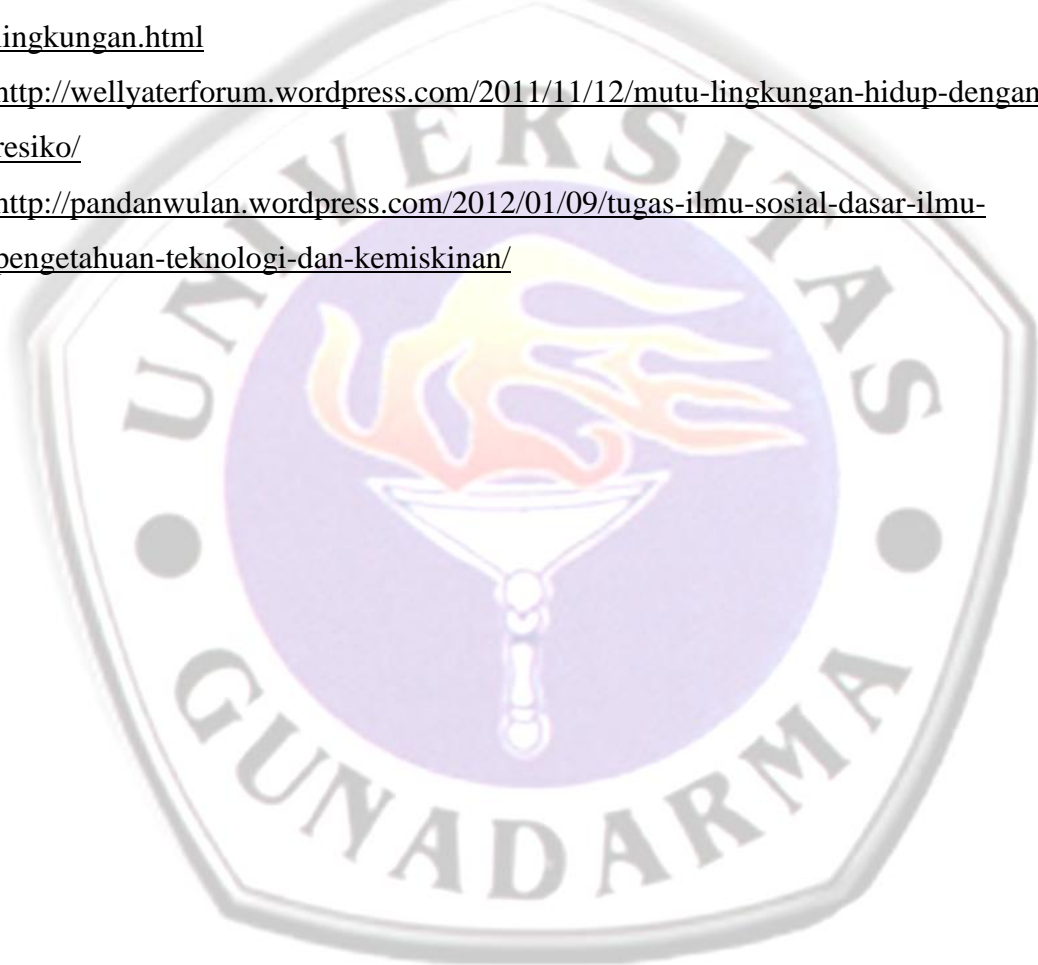 lingkungan.html
http://wellyaterforum.wordpress.com/2011/11/12/mutu-lingkungan-hidup-dengan
resiko/
http://pandanwulan.wordpress.com/2012/01/09/tugas-ilmu-sosial-dasar-ilmu-
pengetahuan-teknologi-dan-kemiskinan/
UNIVERSITAS
GUNADARMA